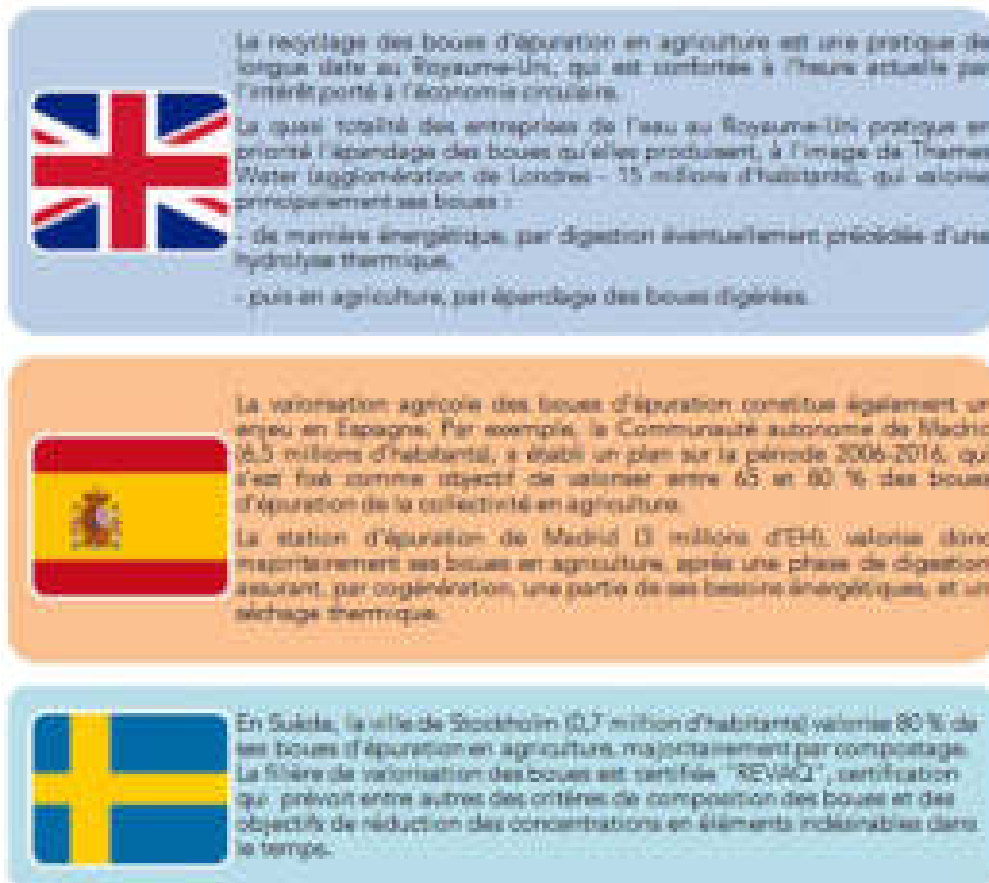 Le recyclage des boues d'épuration en agriculture est une pratique de
longue date au Royaume-Uni, qui est confortée à l'heure actuelle par
l'intérêt porté à l'économie circulaire.
La quasi totalité des entreprises de l'eau au Royaume-Uni pratique en
priorité l'épandage des boues qu'elles produisent, à l'image de Thames
Water (agglomération de Londres - 15 millions d'habitants), qui valorise
principalement ses boues :
- de manière énergétique, par digestion éventuellement précédée d'une
hydrolyse thermique,
- puis en agriculture, par épandage des boues digérées.
La valorisation agricole des boues d'épuration constitue également un
enjeu en Espagne. Par exemple, la Communauté autonome de Madrid
(6,5 millions d'habitants), a établi un plan sur la période 2006-2016, qui
s'est fixé comme objectif de valoriser entre 65 et 80 % des boues
d'épuration de la collectivité en agriculture.
La station d'épuration de Madrid (3 millions d'EH), valorise donc
majoritairement ses boues en agriculture, après une phase de digestion
assurant, par cogénération, une partie de ses besoins énergétiques, et un
séchage thermique.
En Suède, la ville de Stockholm (0,7 million d'habitants) valorise 80 % de
ses boues d'épuration en agriculture, majoritairement par compostage.
La filière de valorisation des boues est certifiée "REVAQ", certification
qui prévoit entre autres des critères de composition des boues et des
objectifs de réduction des concentrations en éléments indésirables dans
le temps.